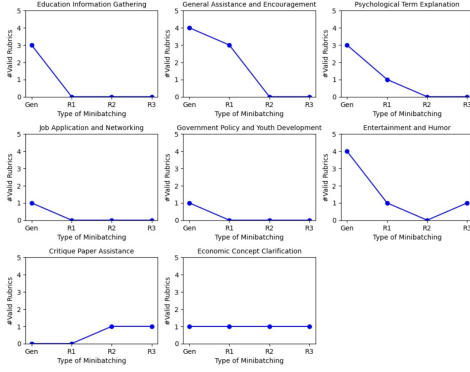 Education Information Gathering
5
4
3
2
1
0
#Valid Rubrics
Gen R1 R2 R3
Type of Minibatching
General Assistance and Encouragement
5
4
3
2
1
0
#Valid Rubrics
Gen R1 R2 R3
Type of Minibatching
Psychological Term Explanation
5
4
3
2
1
0
#Valid Rubrics
Gen R1 R2 R3
Type of Minibatching
Job Application and Networking
5
4
3
2
1
0
#Valid Rubrics
Gen R1 R2 R3
Type of Minibatching
Government Policy and Youth Development
5
4
3
2
1
0
#Valid Rubrics
Gen R1 R2 R3
Type of Minibatching
Entertainment and Humor
5
4
3
2
1
0
#Valid Rubrics
Gen R1 R2 R3
Type of Minibatching
Critique Paper Assistance
5
4
3
2
1
0
#Valid Rubrics
Gen R1 R2 R3
Type of Minibatching
Economic Concept Clarification
5
4
3
2
1
0
#Valid Rubrics
Gen R1 R2 R3
Type of Minibatching